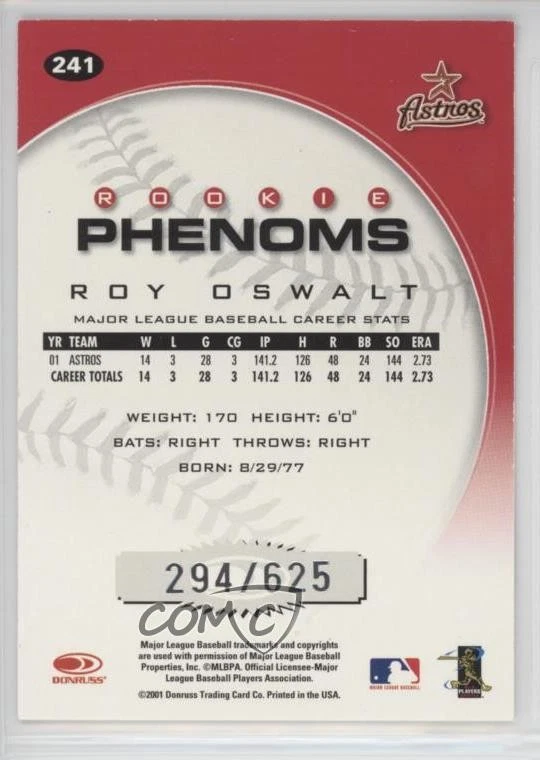 241
Astros
ROOKIE
PHENOMS
ROY OSWALT
MAJOR LEAGUE BASEBALL CAREER STATS
YR TEAM W L G CG IP H R BB SO ERA
01 ASTROS 14 3 28 3 141.2 126 48 24 144 2.73
CAREER TOTALS 14 3 28 3 141.2 126 48 24 144 2.73
WEIGHT: 170 HEIGHT: 6'0"
BATS: RIGHT THROWS: RIGHT
BORN: 8/29/77
294/625
COMC
Major League Baseball trademarks and copyrights
are used with permission of Major League Baseball
Properties, Inc. ©MLBPA. Official Licensee-Major
League Baseball Players Association.
DONRUSS
MAJOR LEAGUE BASEBALL
PLAYERS
©2001 Donruss Trading Card Co. Printed in the USA.